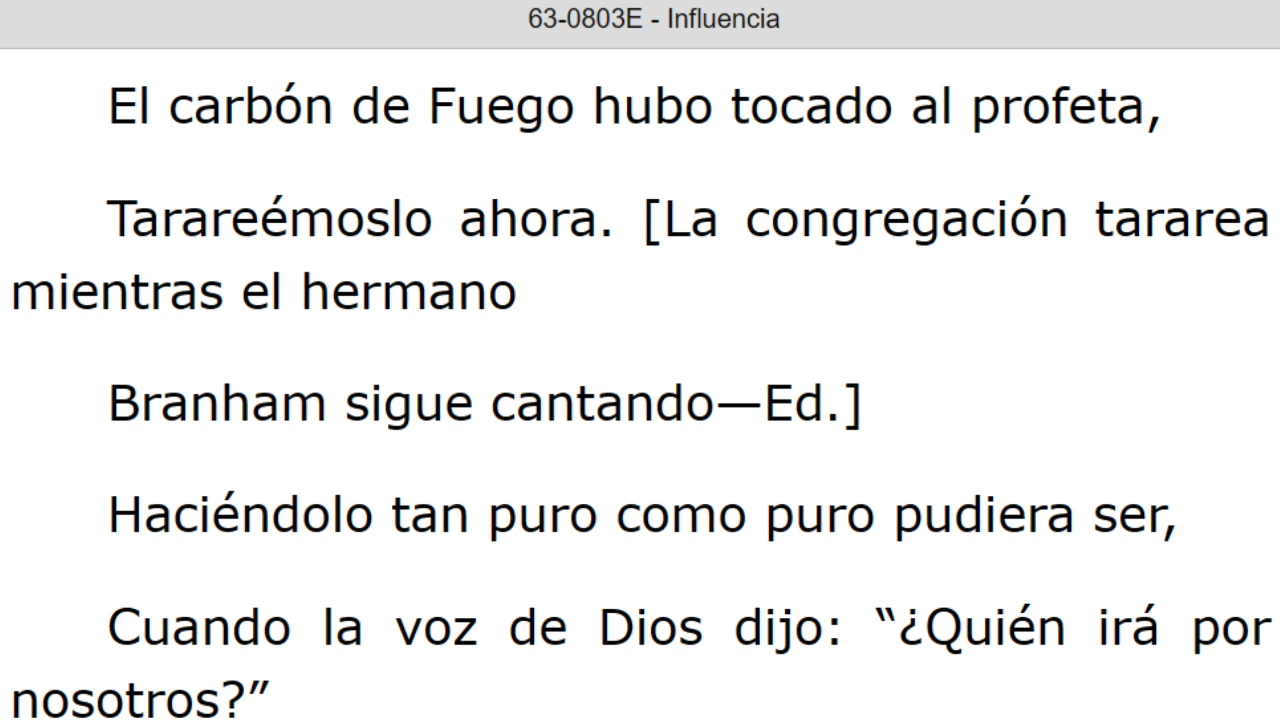 63-0803E - Influencia
El carbón de Fuego hubo tocado al profeta,
Tarareémoslo ahora. [La congregación tararea
mientras el hermano
Branham sigue cantando—Ed.]
Haciéndolo tan puro como puro pudiera ser,
Cuando la voz de Dios dijo: “¿Quién irá por
nosotros?”